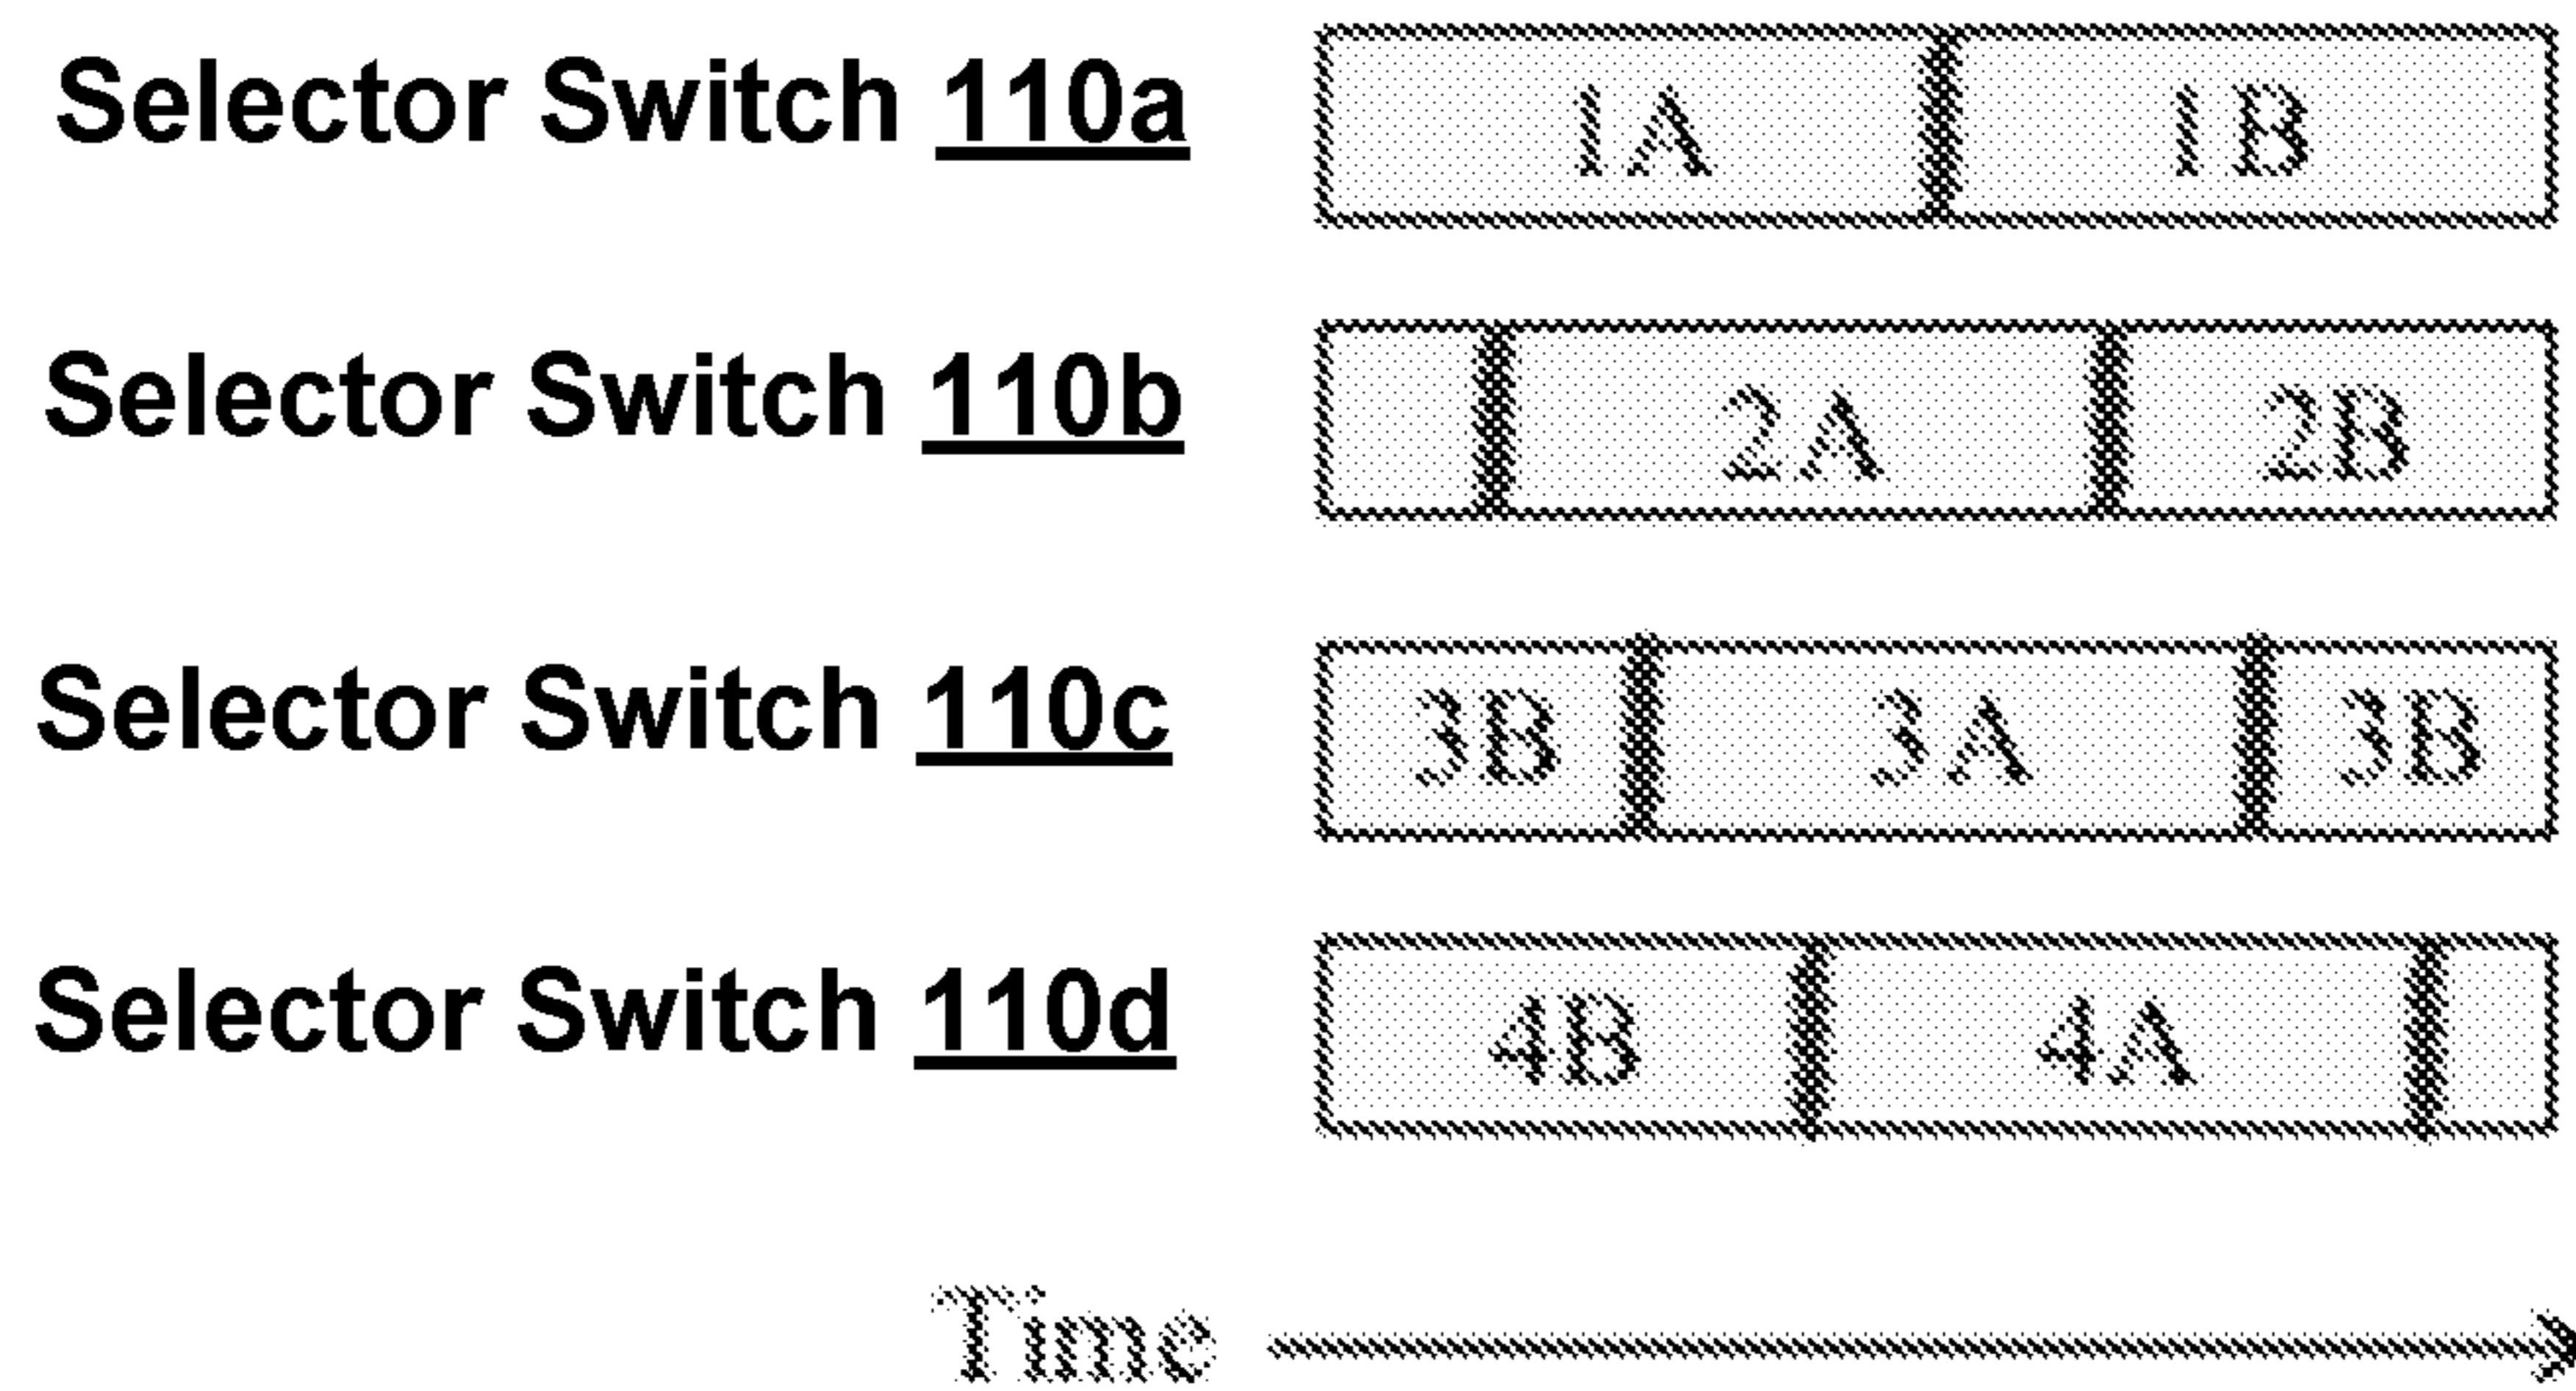 Selector Switch 110a 1A 1B
Selector Switch 110b 2A 2B
Selector Switch 110c 3B 3A 3B
Selector Switch 110d 4B 4A
Time